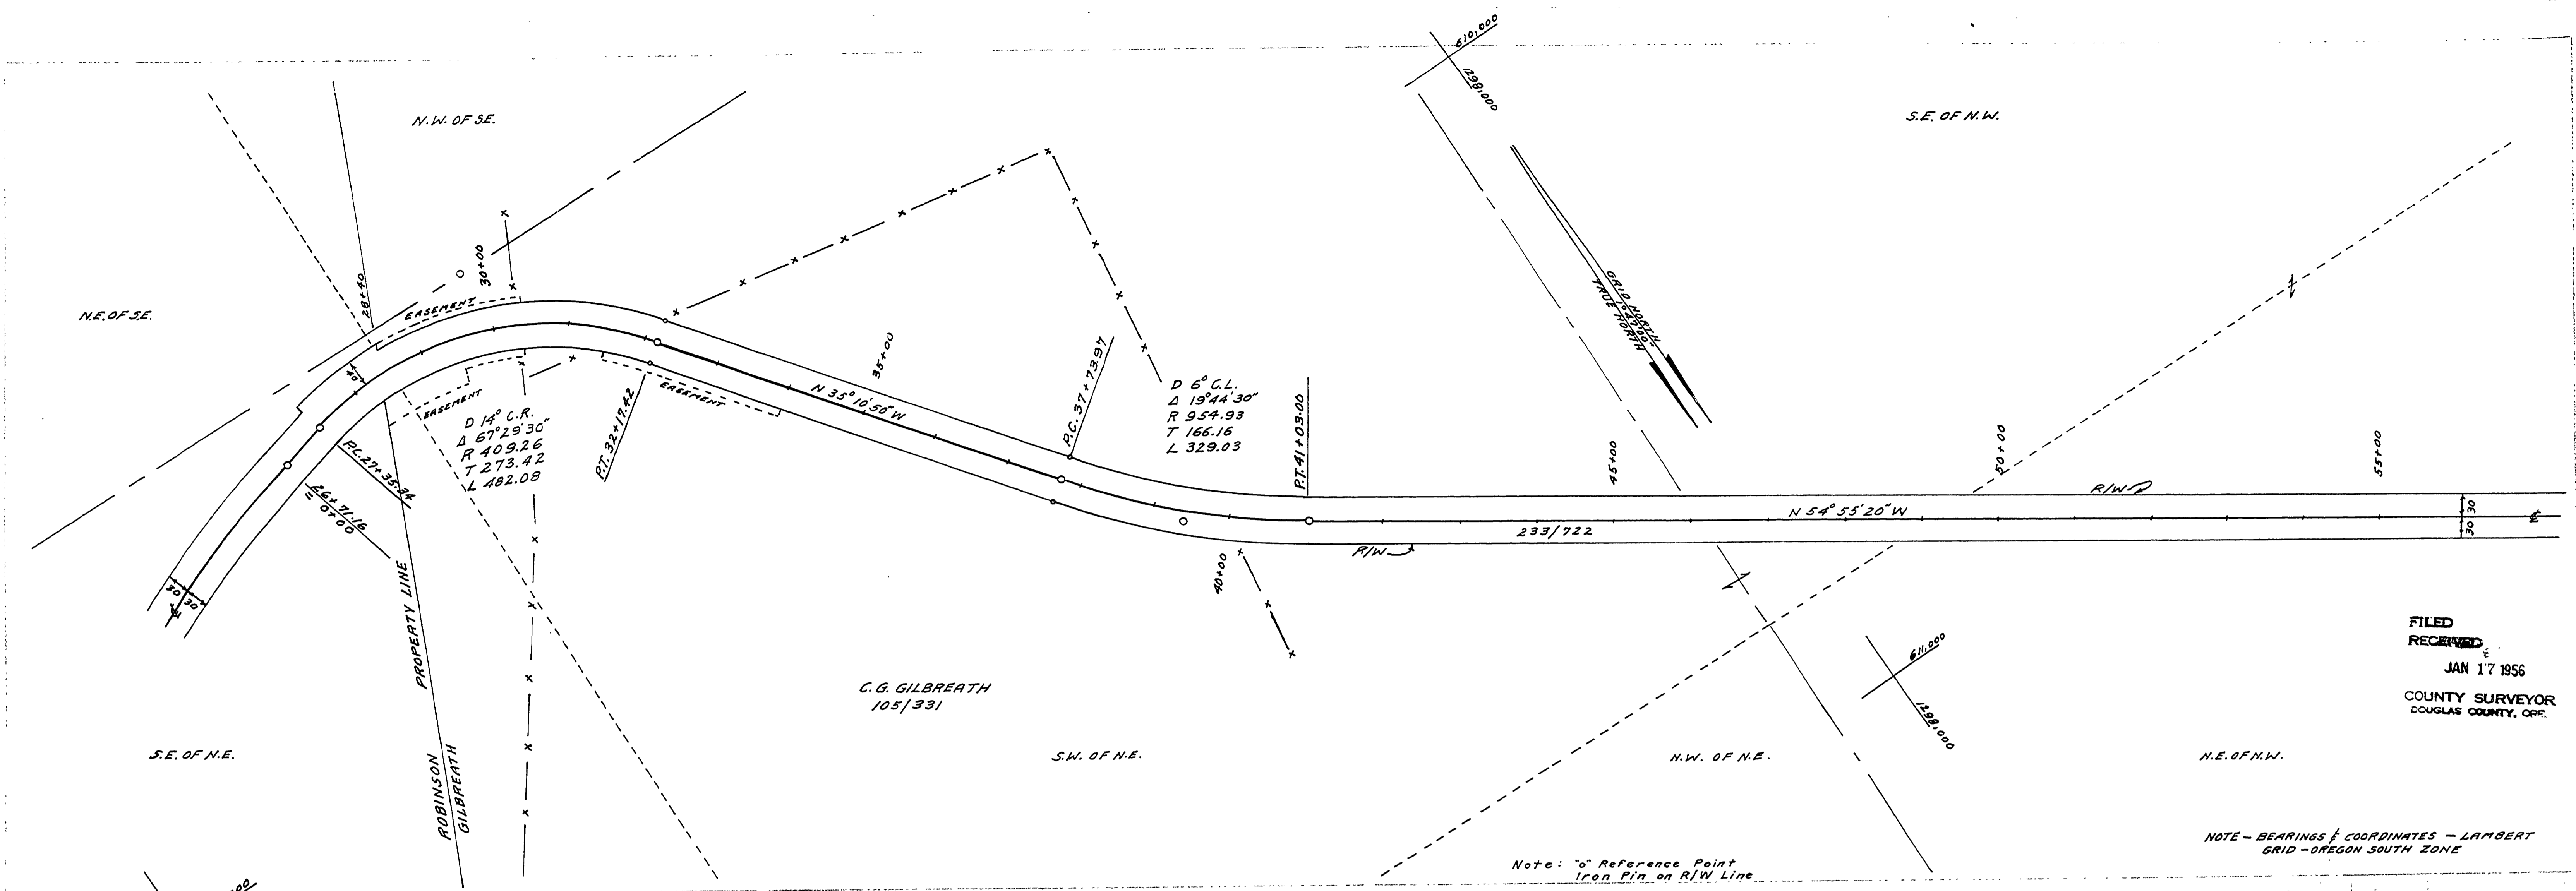 610,000
1298,000
N.W. OF SE.
S.E. OF N.W.
N.E. OF S.E.
28+40
30+00
EASEMENT
40
GRID NORTH
TRUE NORTH
35+00
N 35° 10' 50" W
EASEMENT
EASEMENT
P.C. 37+73.97
D 6° C.L.
Δ 19° 44' 30"
R 954.93
T 166.16
L 329.03
P.T. 41+03.00
D 14° C.R.
Δ 67° 29' 30"
R 409.26
T 273.42
L 482.08
P.T. 32+17.42
P.C. 27+35.34
26+71.16
=
0+00
45+00
50+00
55+00
R/W
N 54° 55' 20" W
233/722
R/W
30
30
40+00
30
30
PROPERTY LINE
ROBINSON
GILBREATH
C.G. GILBREATH
105/331
611,000
1298,000
FILED
RECEIVED
JAN 17 1956
COUNTY SURVEYOR
DOUGLAS COUNTY, ORE.
S.E. OF N.E.
S.W. OF N.E.
N.W. OF N.E.
N.E. OF N.W.
NOTE - BEARINGS & COORDINATES - LAMBERT
GRID - OREGON SOUTH ZONE
Note: "o" Reference Point
Iron Pin on R/W Line